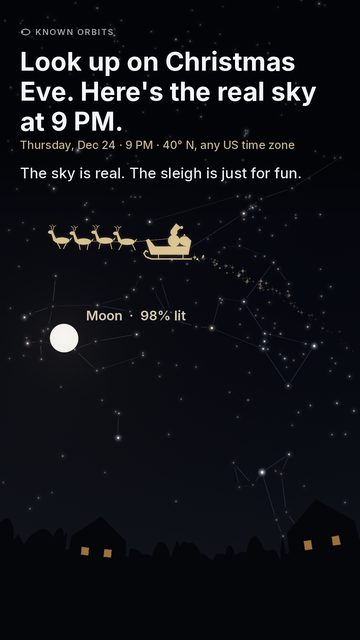 KNOWN ORBITS
Look up on Christmas
Eve. Here's the real sky
at 9 PM.
Thursday, Dec 24 · 9 PM · 40° N, any US time zone
The sky is real. The sleigh is just for fun.
Moon · 98% lit